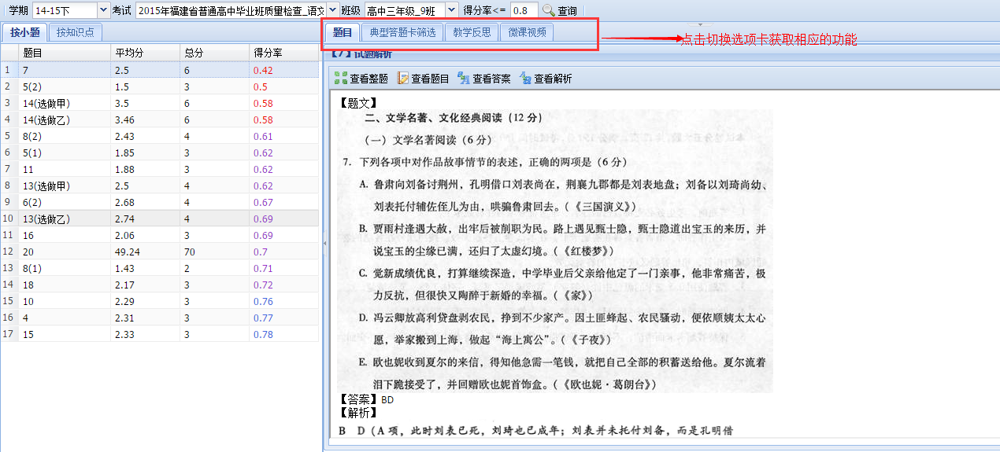 学期 14-15下 考试 2015年福建省普通高中毕业班质量检查_语文 班级 高中三年级_9班 得分率<= 0.8 查询
按小题 按知识点
题目 平均分 总分 得分率
1 7 2.5 6 0.42
2 5(2) 1.5 3 0.5
3 14(选做甲) 3.5 6 0.58
4 14(选做乙) 3.46 6 0.58
5 8(2) 2.43 4 0.61
6 5(1) 1.85 3 0.62
7 11 1.88 3 0.62
8 13(选做甲) 2.5 4 0.62
9 6(2) 2.68 4 0.67
10 13(选做乙) 2.74 4 0.69
11 16 2.06 3 0.69
12 20 49.24 70 0.7
13 8(1) 1.43 2 0.71
14 18 2.17 3 0.72
15 10 2.29 3 0.76
16 4 2.31 3 0.77
17 15 2.33 3 0.78
题目 典型答题卡筛选 教学反思 微课视频
点击切换选项卡获取相应的功能
【7】试题解析
查看整题 查看题目 查看答案 查看解析
【题文】
二、文学名著、文化经典阅读（12 分）
（一）文学名著阅读（6 分）
7. 下列各项中对作品故事情节的表述，正确的两项是（6 分）
A. 鲁肃向刘备讨荆州，孔明借口刘表尚在，荆襄九郡都是刘表地盘；刘备以刘琦尚幼、
刘表托付辅佐侄儿为由，哄骗鲁肃回去。（《三国演义》）
B. 贾雨村逢遇大赦，出牢后被削职为民。路上遇见甄士隐，甄士隐道出宝玉的来历，并
说宝玉的尘缘已满，还归了太虚幻境。（《红楼梦》）
C. 觉新成绩优良，打算继续深造，中学毕业后父亲给他定了一门亲事，他非常痛苦，极
力反抗，但很快又陶醉于新婚的幸福。（《家》）
D. 冯云卿放高利贷盘剥农民，挣到不少家产。因土匪蜂起、农民骚动，便依顺姨太太心
愿，举家搬到上海，做起“海上寓公”。（《子夜》）
E. 欧也妮收到夏尔的来信，得知他急需一笔钱，就把自己全部的积蓄送给他。夏尔流着
泪下跪接受了，并回赠欧也妮首饰盒。（《欧也妮·葛朗台》）
【答案】BD
【解析】
B D（A 项，此时刘表已死，刘琦也已成年；刘表并未托付刘备，而是孔明借